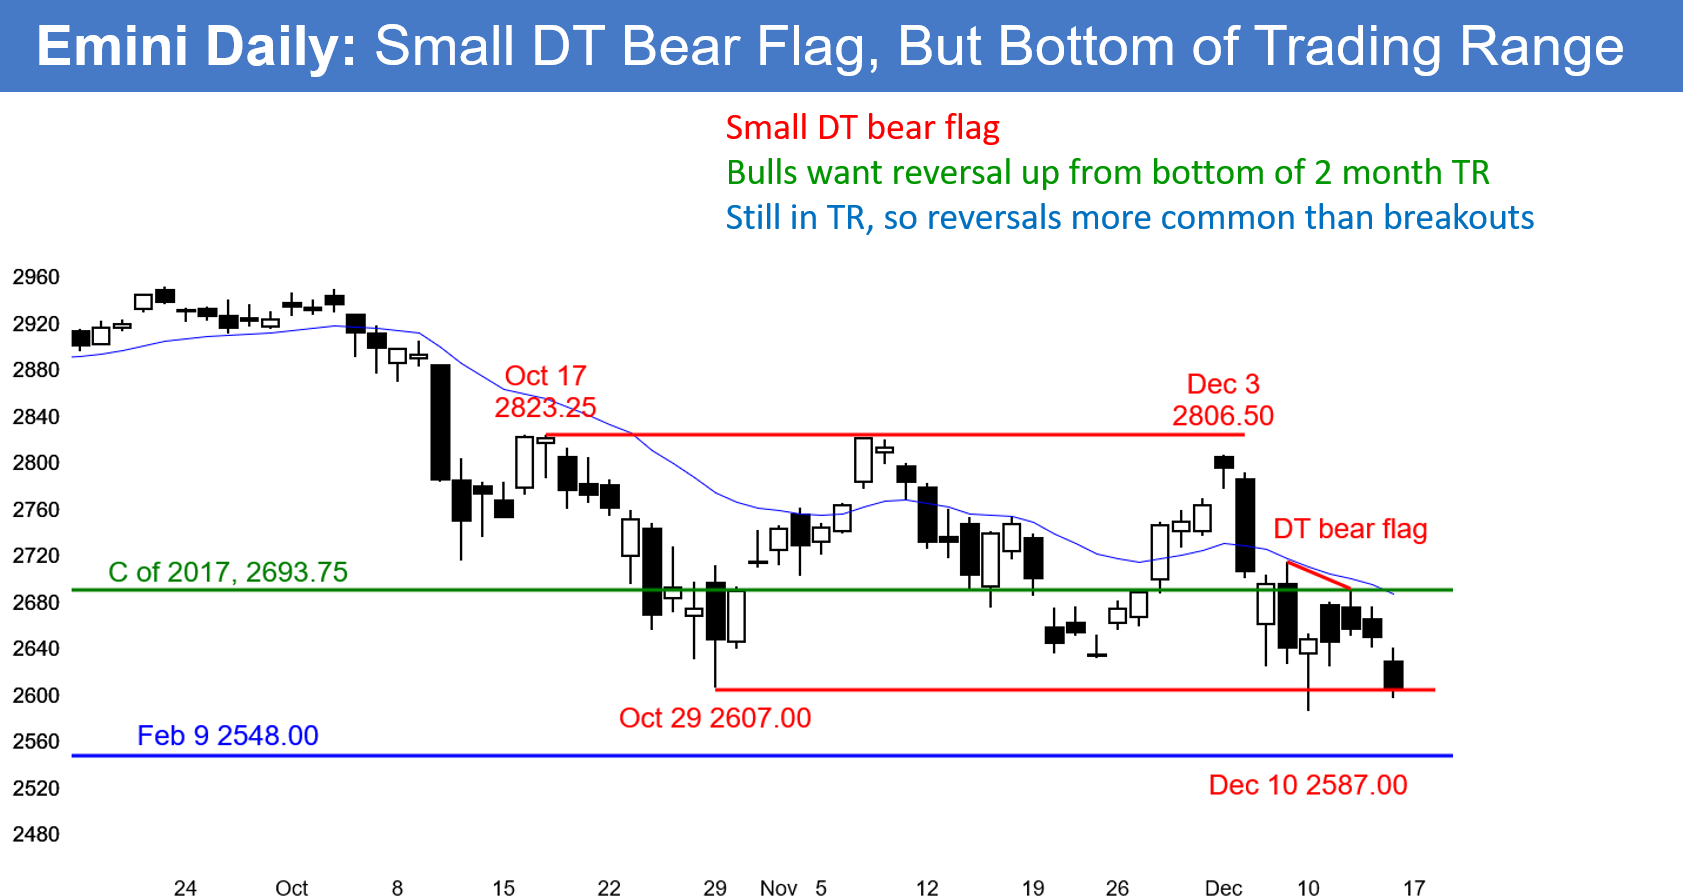 Emini Daily: Small DT Bear Flag, But Bottom of Trading Range
Small DT bear flag
Bulls want reversal up from bottom of 2 month TR
Still in TR, so reversals more common than breakouts
2960
2920
2880
2840
2800
2760
2720
2680
2640
2600
2560
2520
2480
Oct 17
2823.25
Dec 3
2806.50
DT bear flag
C of 2017, 2693.75
Oct 29 2607.00
Feb 9 2548.00
Dec 10 2587.00
24 Oct 8 15 22 29 Nov 5 12 19 26 Dec 10 17